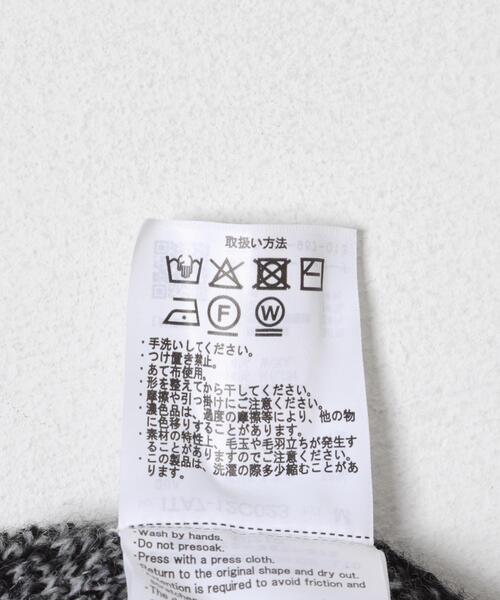 取扱い方法
F W
・手洗いしてください。
・つけ置き禁止。
・あて布使用。
・形を整えてから干してください。
・摩擦や引っ掛けにご注意ください。
・濃色品は、過度の摩擦等により、他の物
に色移りすることがあります。
・素材の特性上、毛玉や毛羽立ちが発生す
ることがありますのでご注意ください。
・この製品は、洗濯の際多少縮むことがあ
ります。
・Wash by hands.
・Do not presoak.
・Press with a press cloth.
・Return to the original shape and dry out.
attention is required to avoid friction and